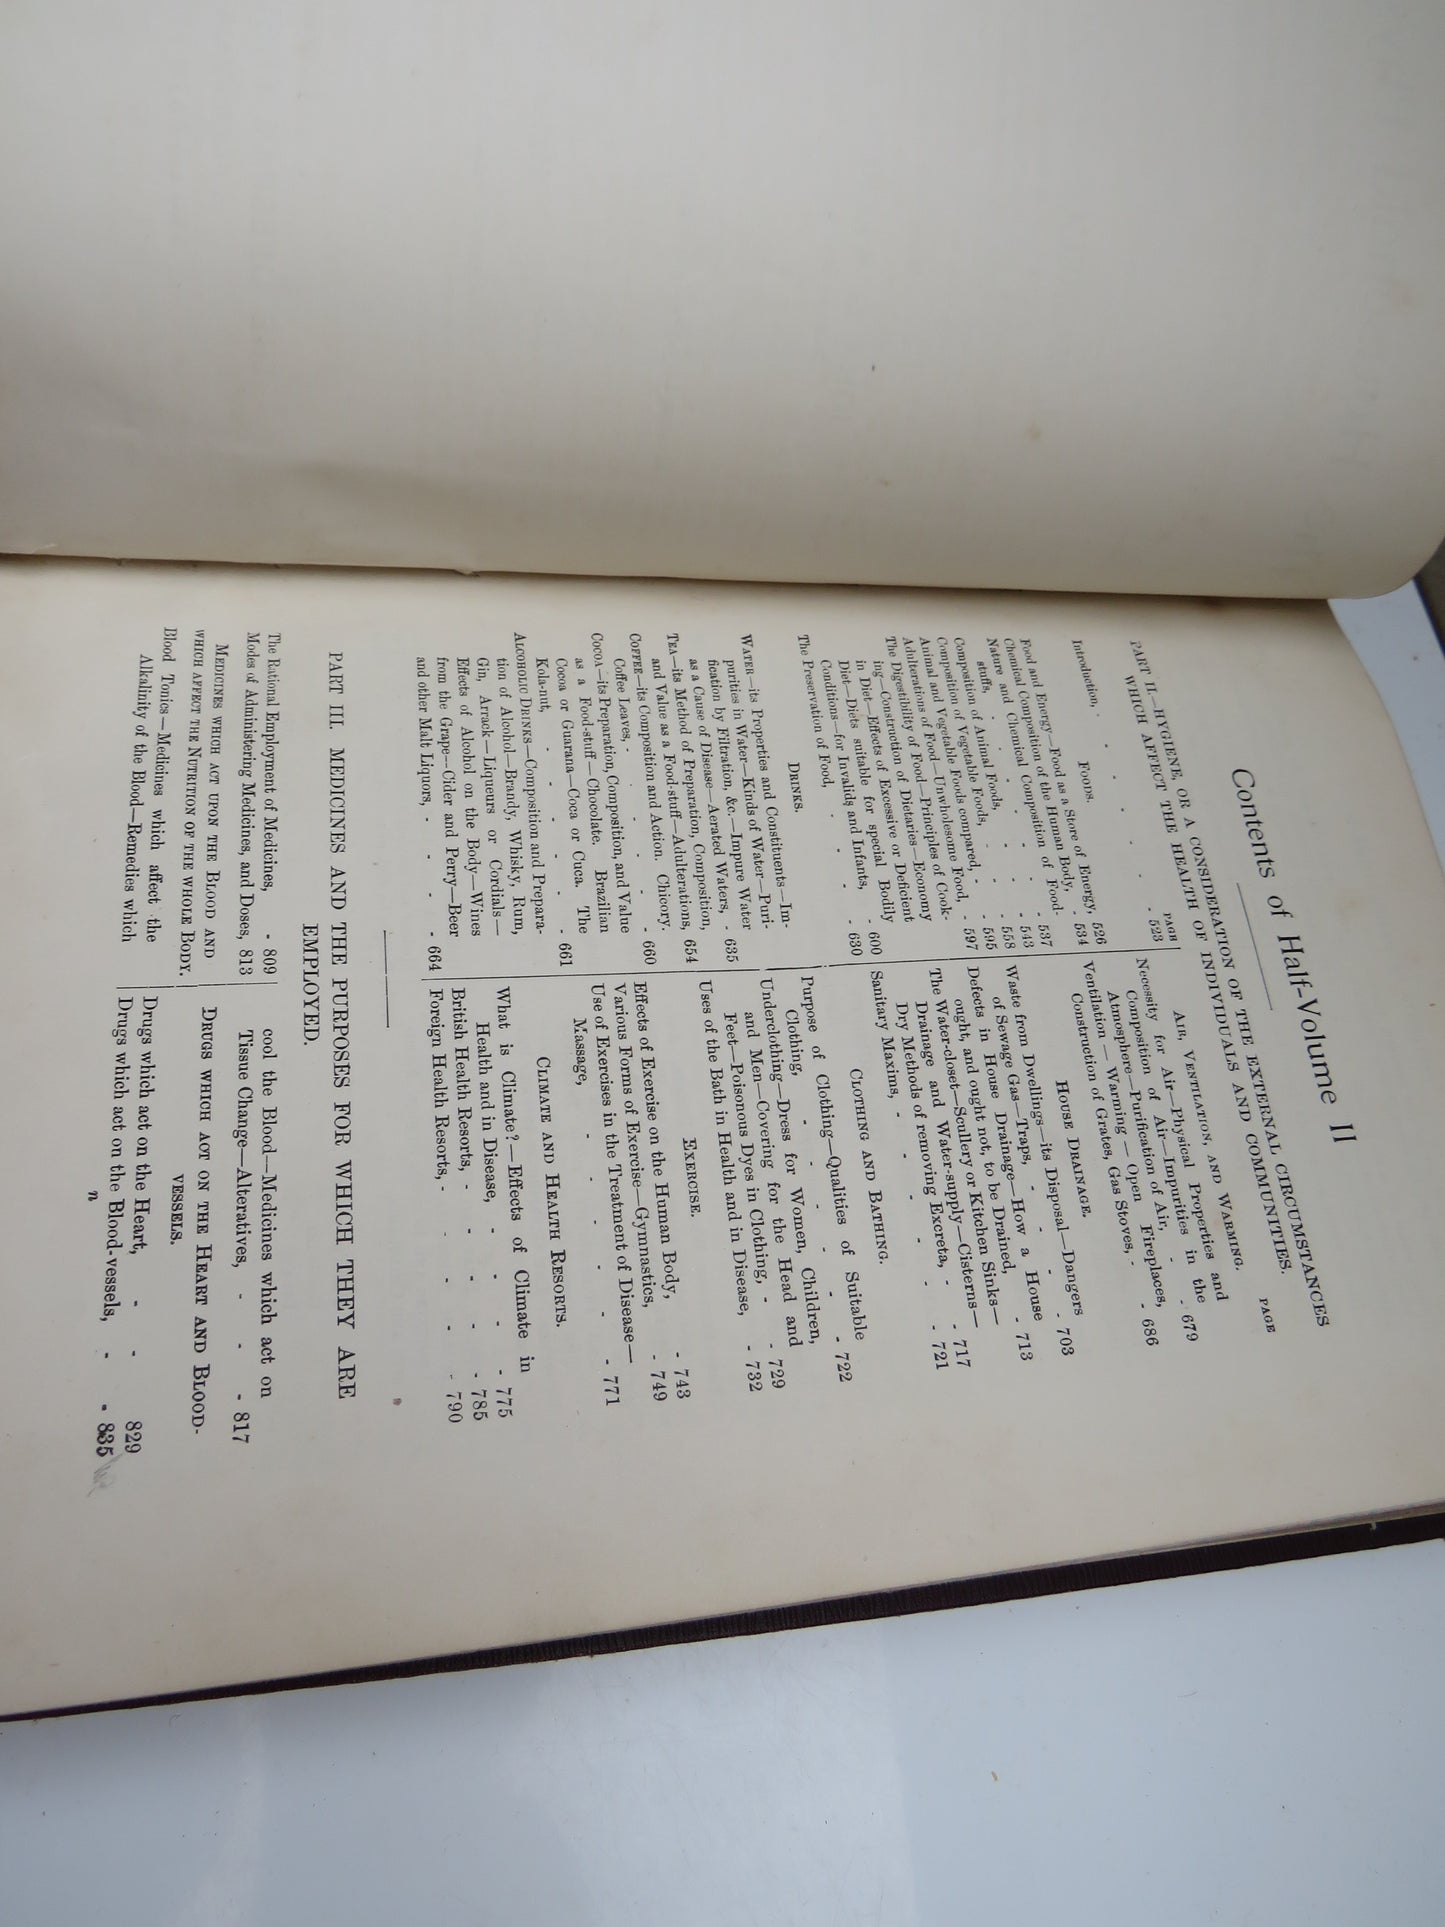 Contents of Half-Volume II
PART II.—HYGIENE, OR A CONSIDERATION OF THE EXTERNAL CIRCUMSTANCES
WHICH AFFECT THE HEALTH OF INDIVIDUALS AND COMMUNITIES.
PAGE
Introduction, - - - - - - 523
FOODS.
Food and Energy—Food as a Store of Energy, 526
Chemical Composition of the Human Body, - 534
Nature and Chemical Composition of Food-
stuffs, - - - - - 537
Composition of Animal Foods, - - - 543
Composition of Vegetable Foods, - - - 558
Animal and Vegetable Foods compared, - - 595
Adulterations of Food—Unwholesome Food, - 597
The Digestibility of Food—Principles of Cook-
ing—Construction of Dietaries—Economy
in Diet—Effects of Excessive or Deficient
Diet—Diets suitable for special Bodily
Conditions—for Invalids and Infants, - 600
The Preservation of Food, - - - - 630
DRINKS.
WATER—its Properties and Constituents—Im-
purities in Water—Kinds of Water—Puri-
fication by Filtration, &c.—Impure Water
as a Cause of Disease—Aerated Waters, - 635
TEA—its Method of Preparation, Composition,
and Value as a Food-stuff—Adulterations, 654
COFFEE—its Composition and Action. Chicory.
Coffee Leaves, - - - - - 660
COCOA—its Preparation, Composition, and Value
as a Food-stuff—Chocolate. Brazilian
Cocoa or Guarana—Coca or Cuca. The
Kola-nut, - - - - - - 661
ALCOHOLIC DRINKS—Composition and Prepara-
tion of Alcohol—Brandy, Whisky, Rum,
Gin, Arrack—Liqueurs or Cordials—
Effects of Alcohol on the Body—Wines
from the Grape—Cider and Perry—Beer
and other Malt Liquors, - - - - 664
PAGE
AIR, VENTILATION, AND WARMING.
Necessity for Air—Physical Properties and
Composition of Air—Impurities in the
Atmosphere—Purification of Air, - - 679
Ventilation — Warming — Open Fireplaces,
Construction of Grates, Gas Stoves, - - 686
HOUSE DRAINAGE.
Waste from Dwellings—its Disposal—Dangers
of Sewage Gas—Traps, - - - - 703
Defects in House Drainage—How a House
ought, and ought not, to be Drained, - 713
The Water-closet—Scullery or Kitchen Sinks—
Drainage and Water-supply—Cisterns— - 717
Dry Methods of removing Excreta, - - - 721
Sanitary Maxims, - - - -
CLOTHING AND BATHING.
Purpose of Clothing—Qualities of Suitable
Clothing, - - - - - - 722
Underclothing—Dress for Women, Children,
and Men—Covering for the Head and
Feet—Poisonous Dyes in Clothing, - - 729
Uses of the Bath in Health and in Disease, - 732
EXERCISE.
Effects of Exercise on the Human Body, - 743
Various Forms of Exercise—Gymnastics, - 749
Use of Exercises in the Treatment of Disease—
Massage, - - - - - - 771
CLIMATE AND HEALTH RESORTS.
What is Climate?—Effects of Climate in
Health and in Disease, - - - - 775
British Health Resorts, - - - - - 785
Foreign Health Resorts, - - - - - 790
PART III. MEDICINES AND THE PURPOSES FOR WHICH THEY ARE
EMPLOYED.
The Rational Employment of Medicines, - 809
Modes of Administering Medicines, and Doses, 813
MEDICINES WHICH ACT UPON THE BLOOD AND
WHICH AFFECT THE NUTRITION OF THE WHOLE BODY.
Blood Tonics—Medicines which affect the
Alkalinity of the Blood—Remedies which
cool the Blood—Medicines which act on
Tissue Change—Alteratives, - - - 817
DRUGS WHICH ACT ON THE HEART AND BLOOD-
VESSELS.
Drugs which act on the Heart, - - 829
Drugs which act on the Blood-vessels, - - 835
n